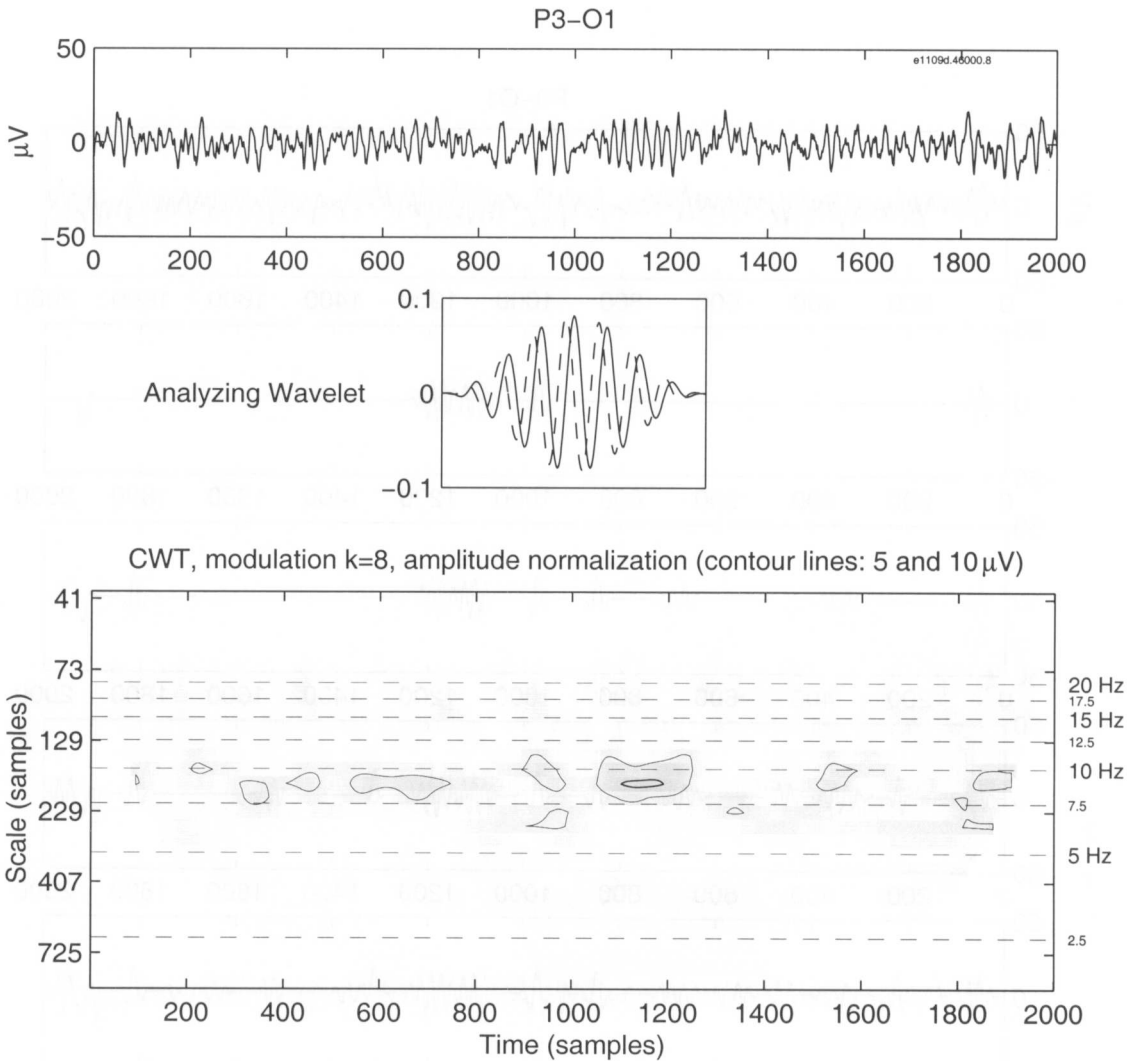 P3−O1
50
0
−50
μV
e1109d.46000.8
0 200 400 600 800 1000 1200 1400 1600 1800 2000
Analyzing Wavelet
0.1
0
−0.1
CWT, modulation k=8, amplitude normalization (contour lines: 5 and 10 μV)
Scale (samples)
41
73
129
229
407
725
20 Hz
17.5
15 Hz
12.5
10 Hz
7.5
5 Hz
2.5
200 400 600 800 1000 1200 1400 1600 1800 2000
Time (samples)